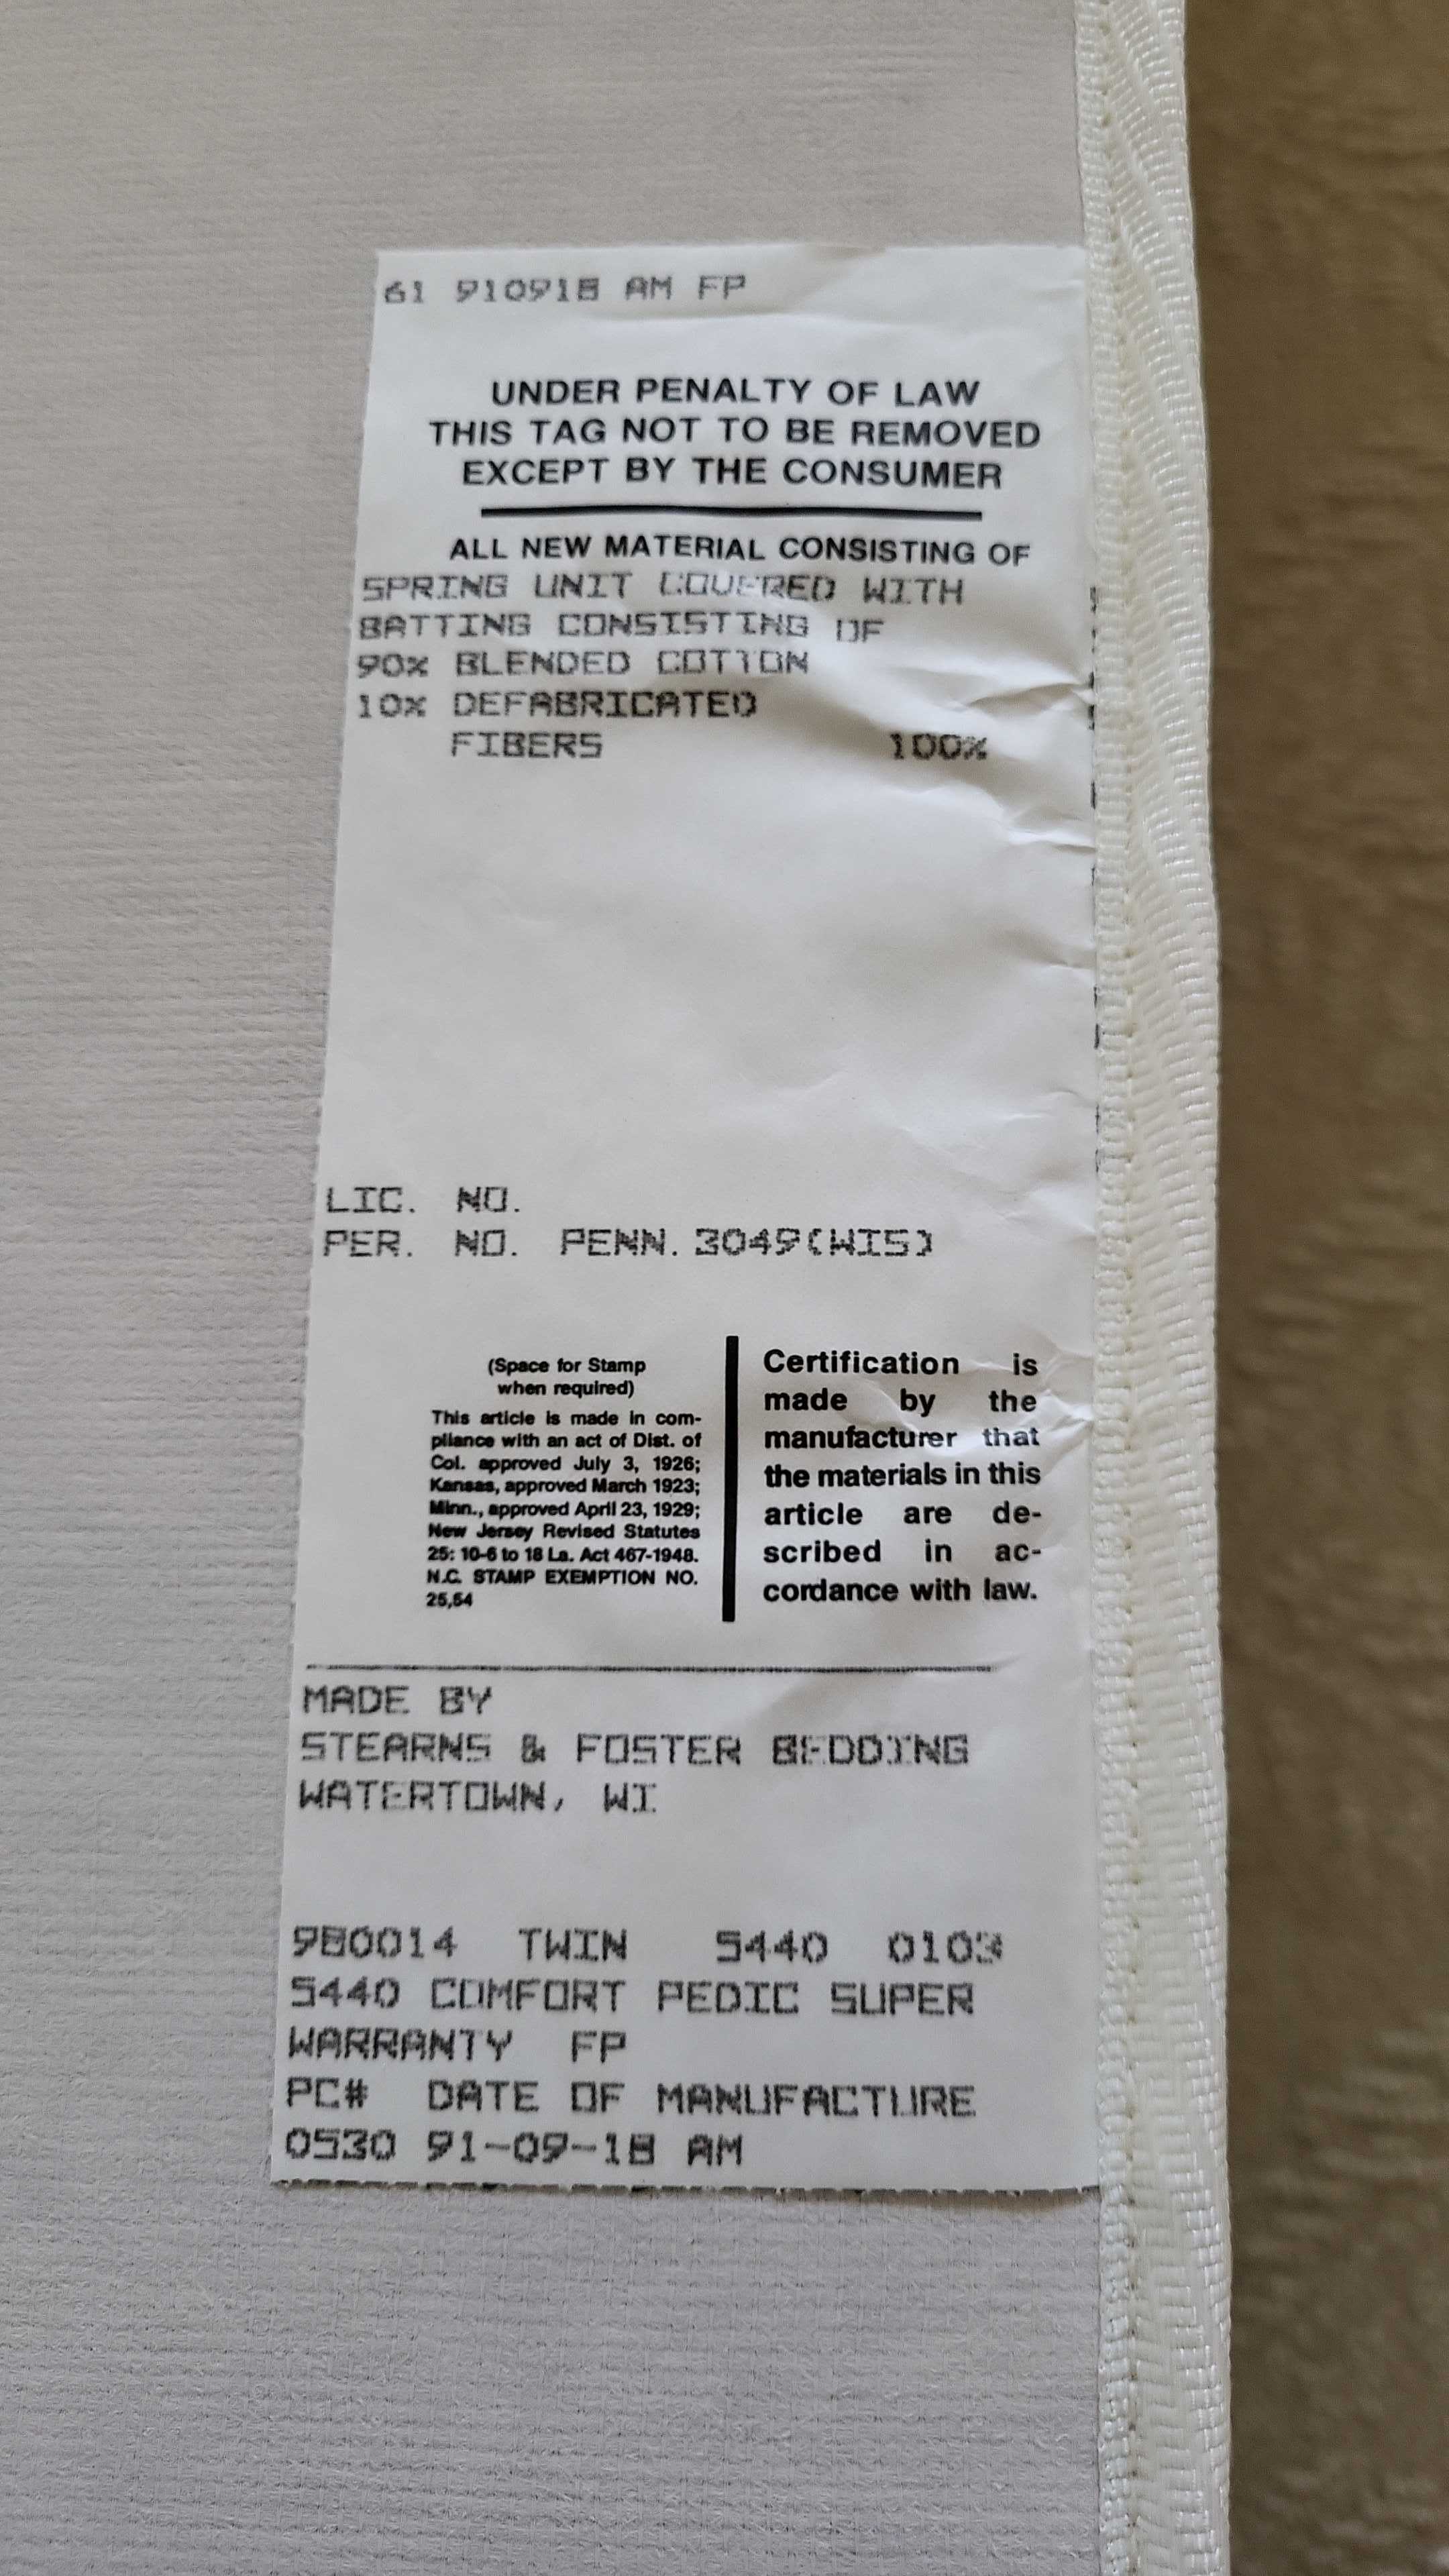 61 910918 AM FP
UNDER PENALTY OF LAW
THIS TAG NOT TO BE REMOVED
EXCEPT BY THE CONSUMER
ALL NEW MATERIAL CONSISTING OF
SPRING UNIT COVERED WITH
BATTING CONSISTING OF
90% BLENDED COTTON
10% DEFABRICATED
FIBERS 100%
LIC. NO.
PER. NO. PENN. 3049(WIS)
(Space for Stamp
when required)
This article is made in com-
pliance with an act of Dist. of
Col. approved July 3, 1926;
Kansas, approved March 1923;
Minn., approved April 23, 1929;
New Jersey Revised Statutes
25: 10-6 to 18 La. Act 467-1948.
N.C. STAMP EXEMPTION NO.
25,54
Certification is
made by the
manufacturer that
the materials in this
article are de-
scribed in ac-
cordance with law.
MADE BY
STEARNS & FOSTER BEDDING
WATERTOWN, WI
980014 TWIN 5440 0103
5440 COMFORT PEDIC SUPER
WARRANTY FP
PC# DATE OF MANUFACTURE
0530 91-09-18 AM